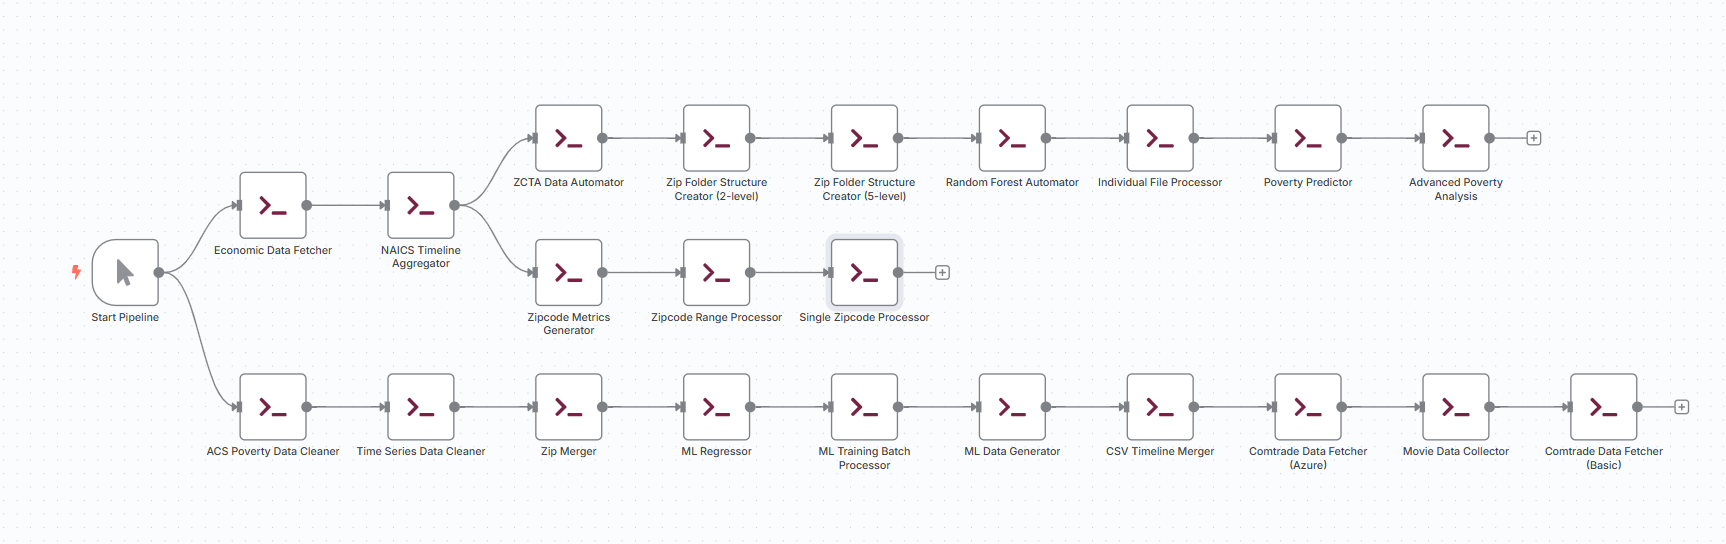 ZCTA Data Automator
Zip Folder Structure
Creator (2-level)
Zip Folder Structure
Creator (5-level)
Random Forest Automator
Individual File Processor
Poverty Predictor
Advanced Poverty
Analysis
Economic Data Fetcher
NAICS Timeline
Aggregator
Start Pipeline
Zipcode Metrics
Generator
Zipcode Range Processor
Single Zipcode Processor
ACS Poverty Data Cleaner
Time Series Data Cleaner
Zip Merger
ML Regressor
ML Training Batch
Processor
ML Data Generator
CSV Timeline Merger
Comtrade Data Fetcher
(Azure)
Movie Data Collector
Comtrade Data Fetcher
(Basic)